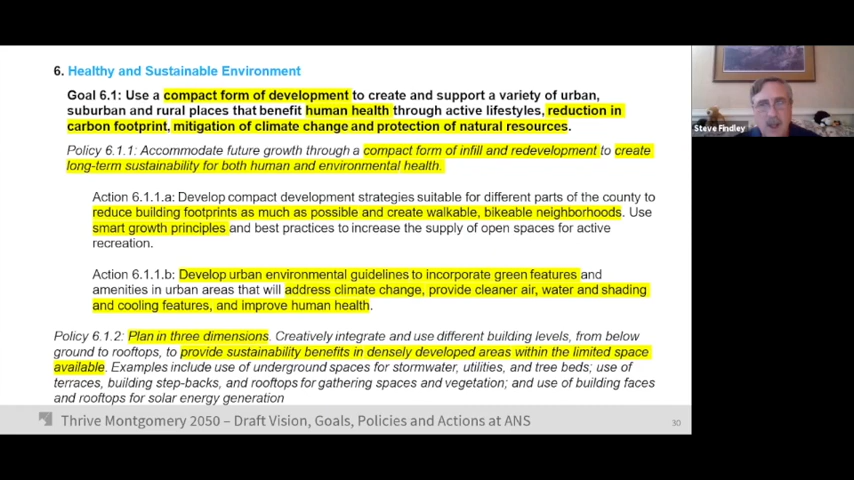 6. Healthy and Sustainable Environment
Goal 6.1: Use a compact form of development to create and support a variety of urban,
suburban and rural places that benefit human health through active lifestyles, reduction in
carbon footprint, mitigation of climate change and protection of natural resources.
Policy 6.1.1: Accommodate future growth through a compact form of infill and redevelopment to create
long-term sustainability for both human and environmental health.
Action 6.1.1.a: Develop compact development strategies suitable for different parts of the county to
reduce building footprints as much as possible and create walkable, bikeable neighborhoods. Use
smart growth principles and best practices to increase the supply of open spaces for active
recreation.
Action 6.1.1.b: Develop urban environmental guidelines to incorporate green features and
amenities in urban areas that will address climate change, provide cleaner air, water and shading
and cooling features, and improve human health.
Policy 6.1.2: Plan in three dimensions. Creatively integrate and use different building levels, from below
ground to rooftops, to provide sustainability benefits in densely developed areas within the limited space
available. Examples include use of underground spaces for stormwater, utilities, and tree beds; use of
terraces, building step-backs, and rooftops for gathering spaces and vegetation; and use of building faces
and rooftops for solar energy generation
Thrive Montgomery 2050 – Draft Vision, Goals, Policies and Actions at ANS
30
Steve Findley